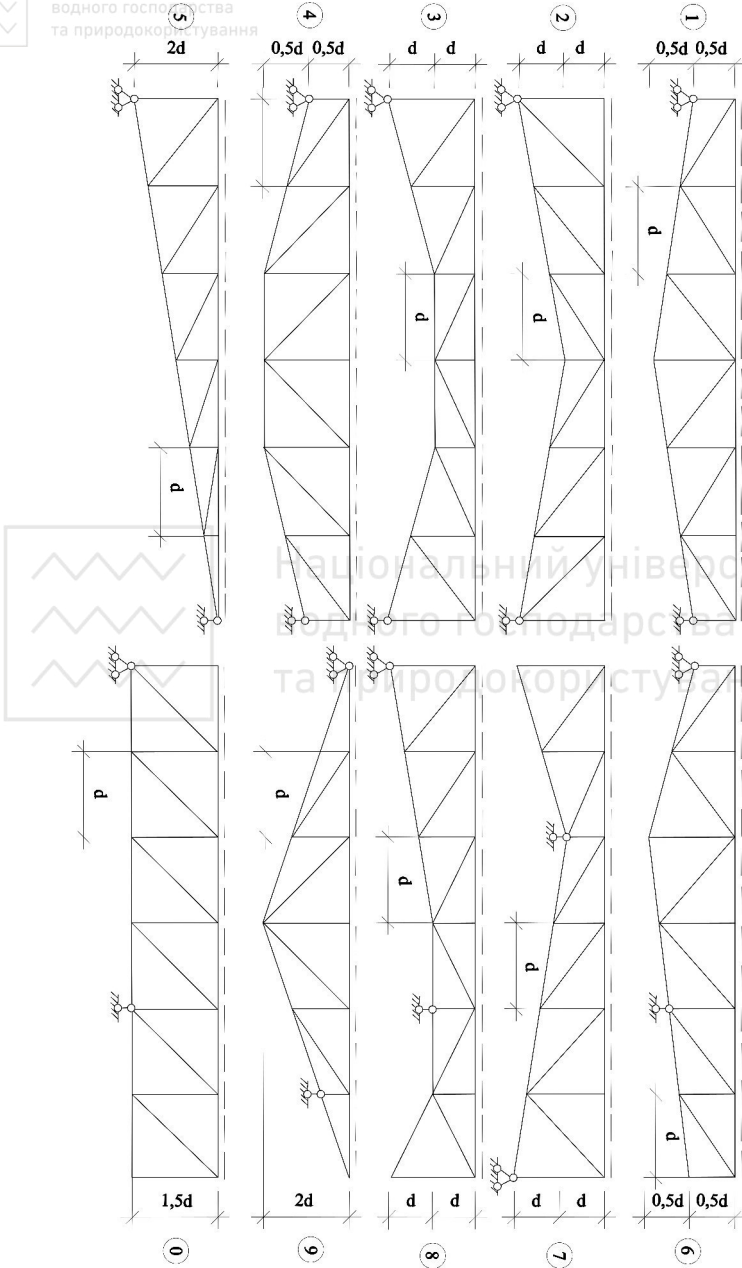 водного господарства
та природокористування
5
4
3
2
1
2d
0,5d 0,5d
d d
d d
0,5d 0,5d
d
d
d
d
Національний універс
водного господарства
та природокористуван
d
d
d
d
d
1,5d
2d
d d
d d
0,5d 0,5d
0
9
8
7
6